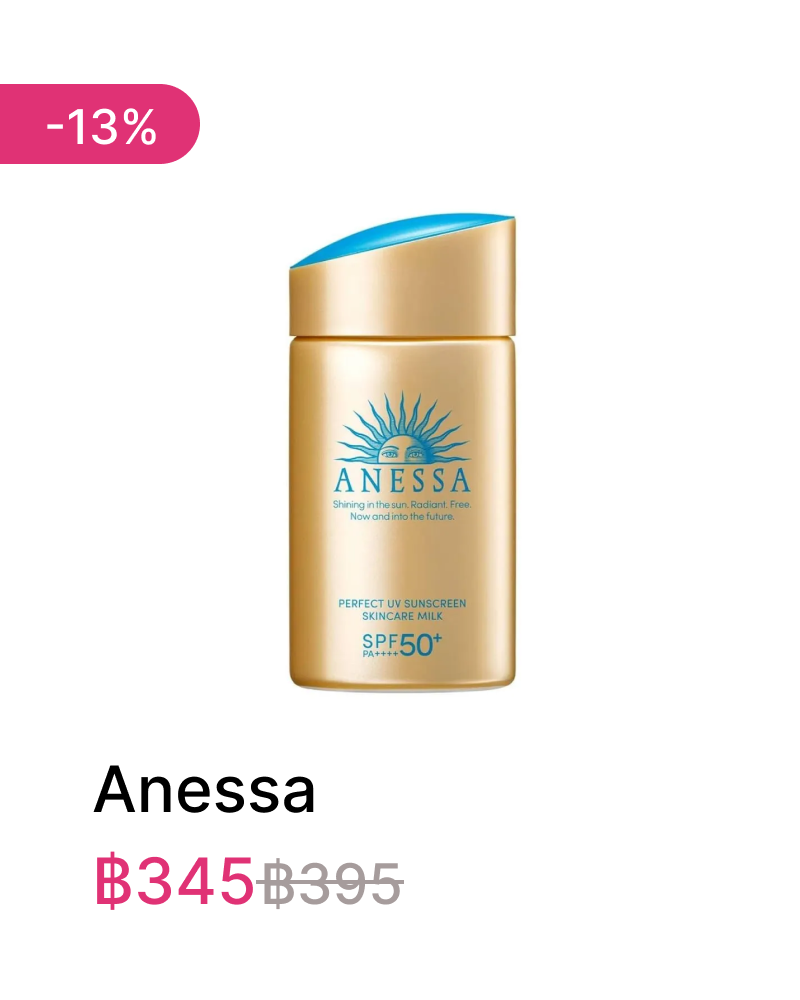 -13%
ANESSA
Shining in the sun. Radiant. Free.
Now and into the future.
PERFECT UV SUNSCREEN
SKINCARE MILK
SPF50+
PA++++
Anessa
฿345 ฿395